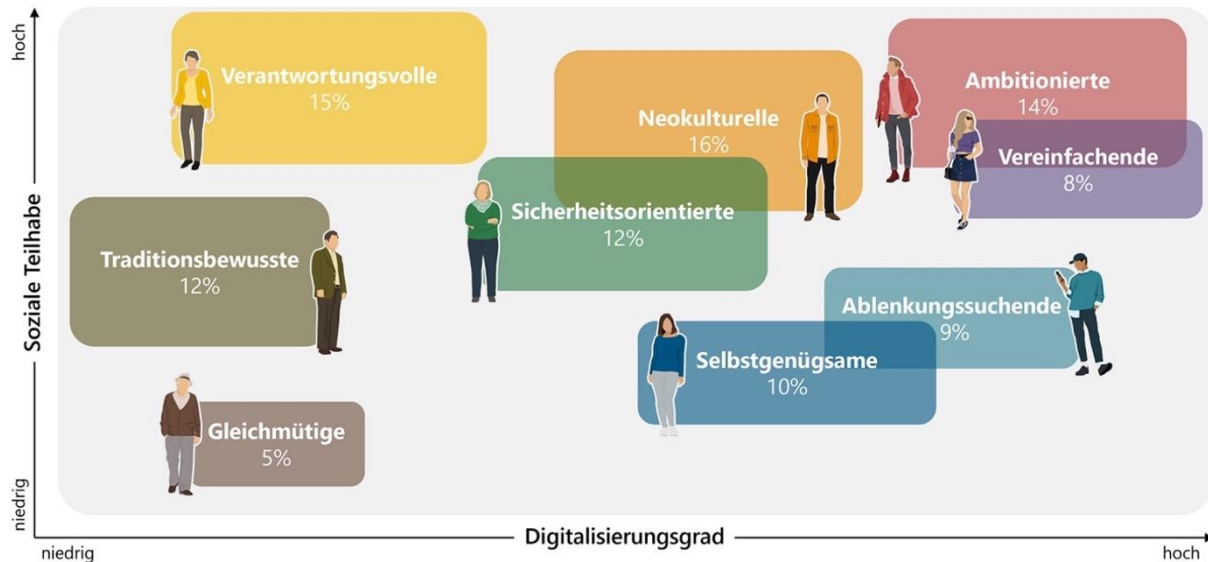 hoch
Soziale Teilhabe
niedrig
Verantwortungsvolle
15%
Neokulturelle
16%
Ambitionierte
14%
Vereinfachende
8%
Sicherheitsorientierte
12%
Traditionsbewusste
12%
Ablenkungssuchende
9%
Selbstgenügsame
10%
Gleichmütige
5%
niedrig
Digitalisierungsgrad
hoch